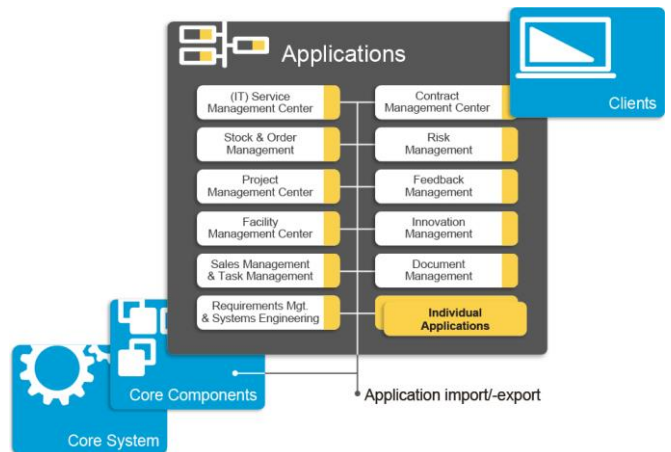 Applications
Clients
(IT) Service
Management Center
Contract
Management Center
Stock & Order
Management
Risk
Management
Project
Management Center
Feedback
Management
Facility
Management Center
Innovation
Management
Sales Management
& Task Management
Document
Management
Requirements Mgt.
& Systems Engineering
Individual
Applications
Core Components
Application import/-export
Core System